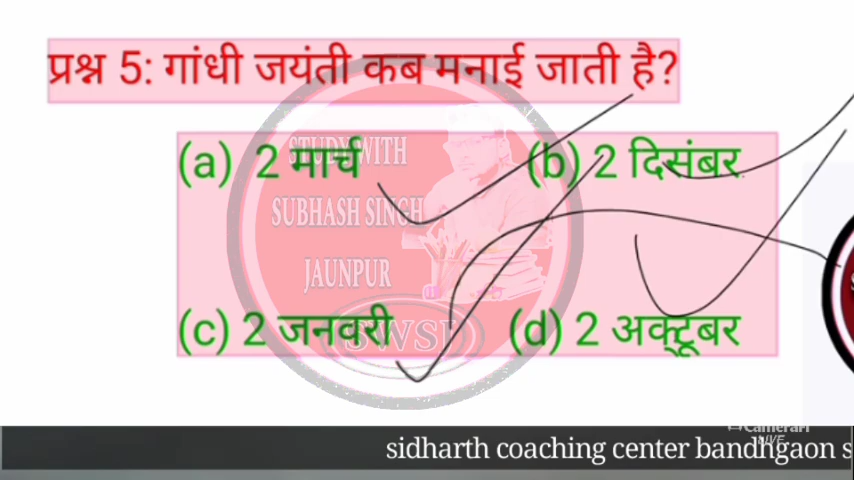 प्रश्न 5: गांधी जयंती कब मनाई जाती है?
STUDY WITH
(a) 2 मार्च (b) 2 दिसंबर
SUBHASH SINGH
JAUNPUR
(c) 2 जनवरी (d) 2 अक्टूबर
SWSJ
LIVE
sidharth coaching center bandhgaon s